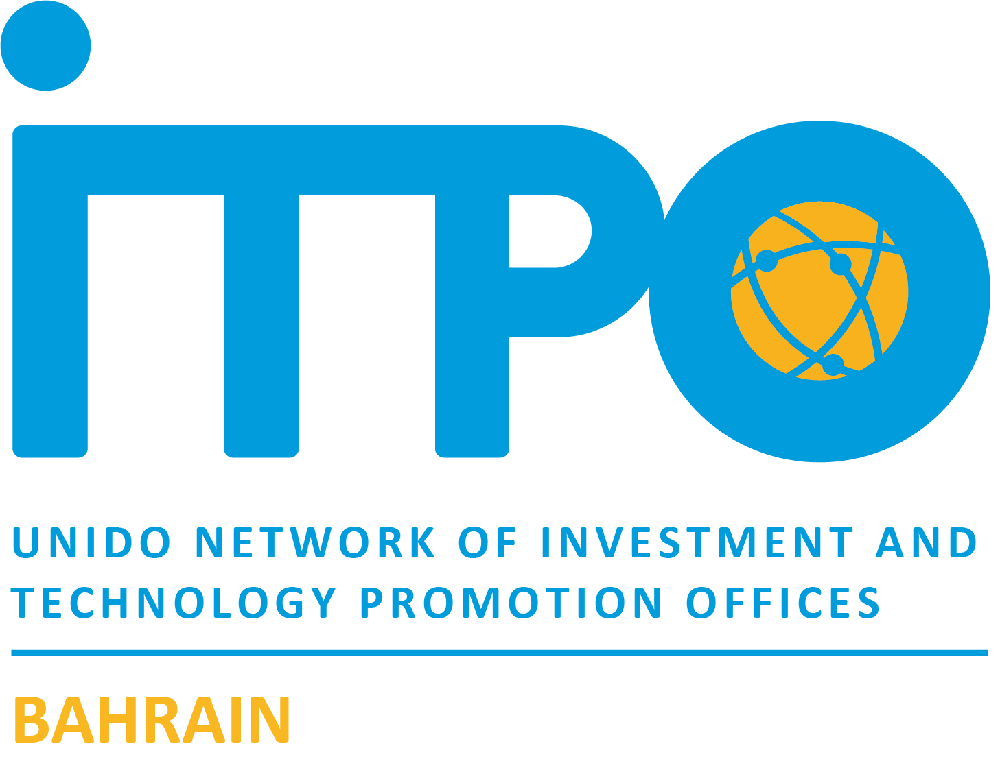 iTPO
UNIDO NETWORK OF INVESTMENT AND
TECHNOLOGY PROMOTION OFFICES
BAHRAIN